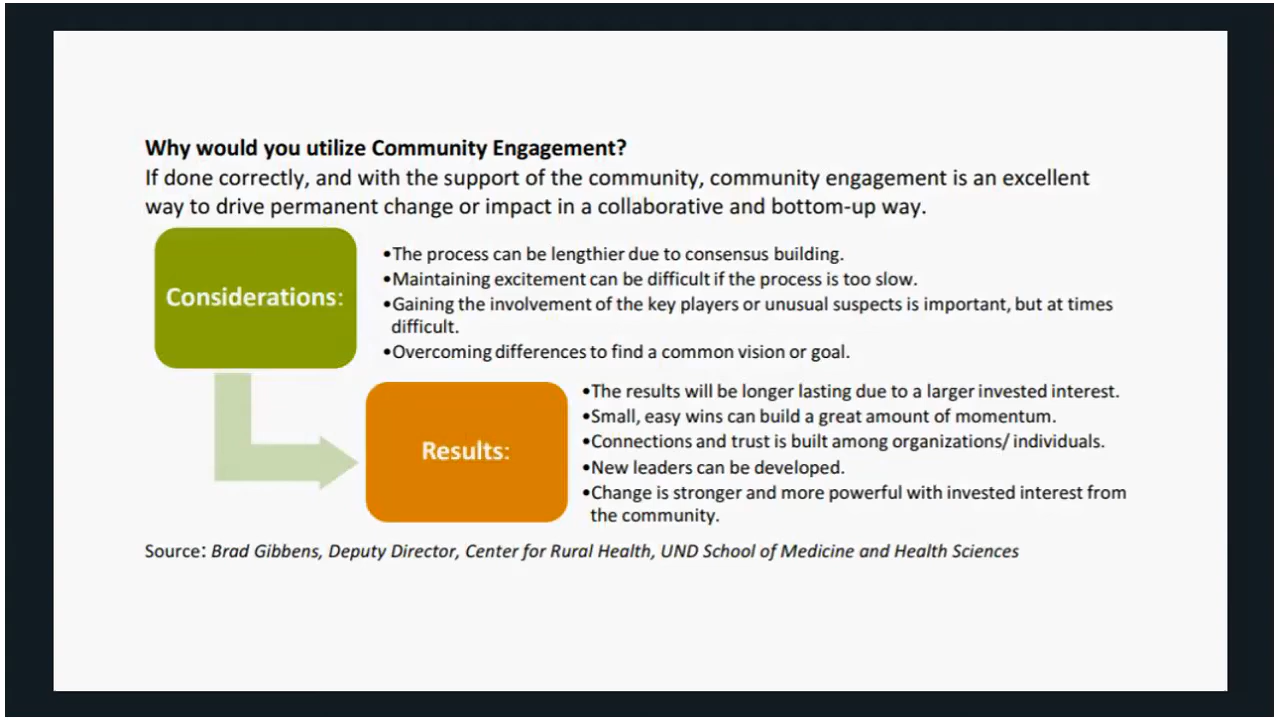 Why would you utilize Community Engagement?
If done correctly, and with the support of the community, community engagement is an excellent
way to drive permanent change or impact in a collaborative and bottom-up way.
Considerations:
•The process can be lengthier due to consensus building.
•Maintaining excitement can be difficult if the process is too slow.
•Gaining the involvement of the key players or unusual suspects is important, but at times
difficult.
•Overcoming differences to find a common vision or goal.
Results:
•The results will be longer lasting due to a larger invested interest.
•Small, easy wins can build a great amount of momentum.
•Connections and trust is built among organizations/ individuals.
•New leaders can be developed.
•Change is stronger and more powerful with invested interest from
the community.
Source: Brad Gibbens, Deputy Director, Center for Rural Health, UND School of Medicine and Health Sciences